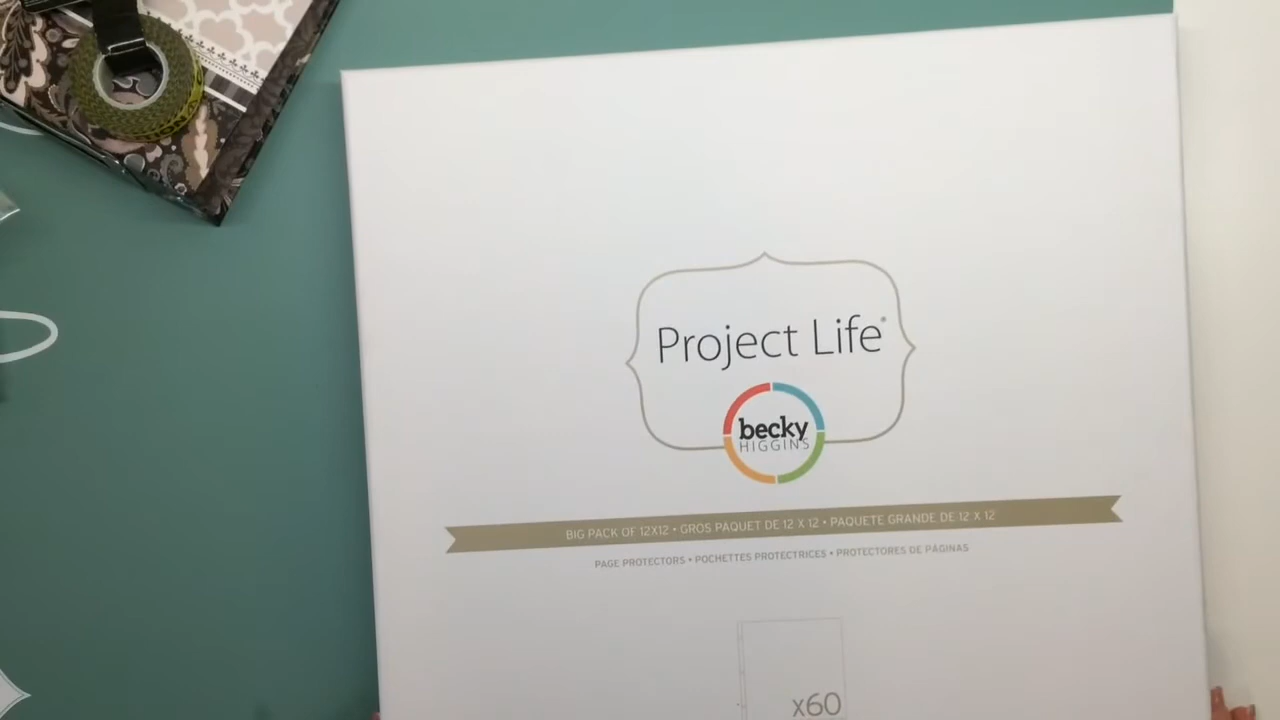 Project Life®
becky
HIGGINS
BIG PACK OF 12X12 • GROS PAQUET DE 12 X 12 • PAQUETE GRANDE DE 12 X 12
PAGE PROTECTORS • POCHETTES PROTECTRICES • PROTECTORES DE PÁGINAS
x60